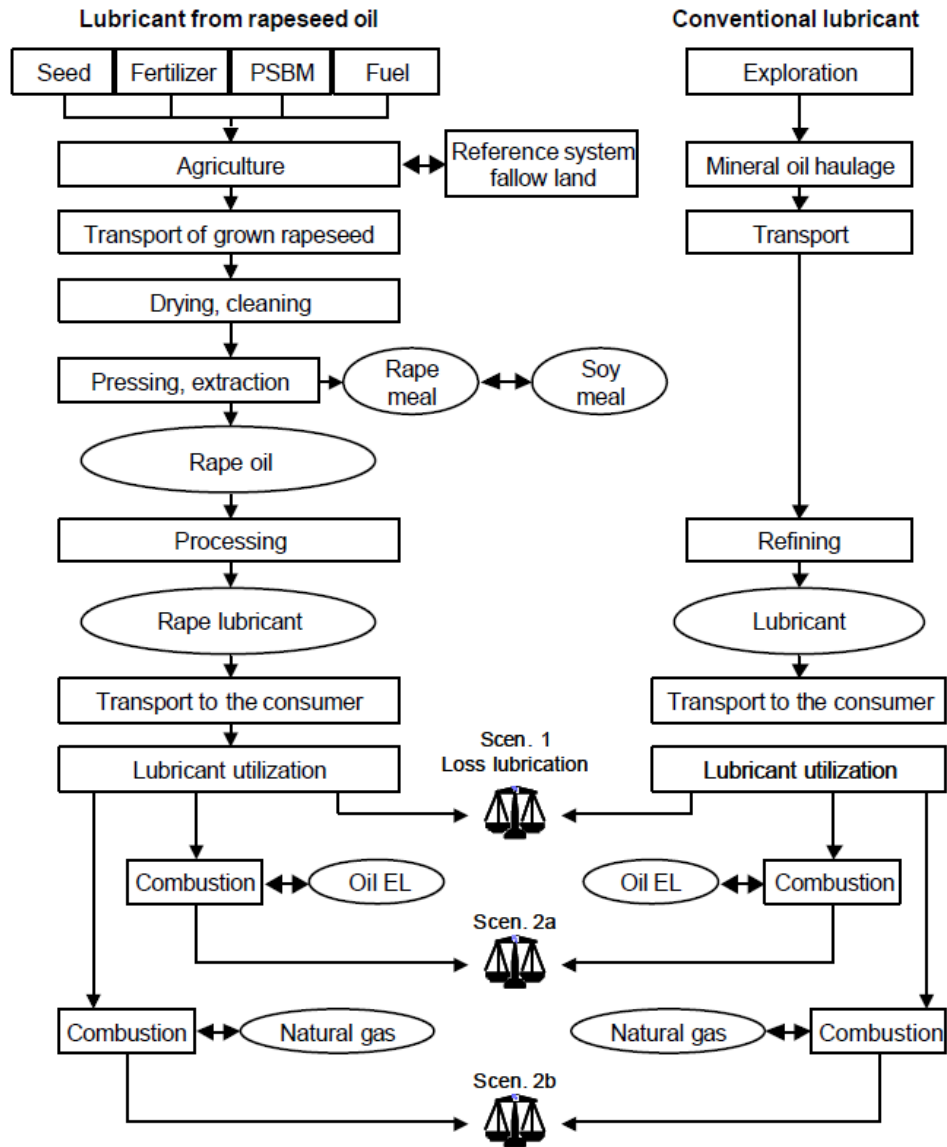 Lubricant from rapeseed oil
Conventional lubricant
Seed
Fertilizer
PSBM
Fuel
Exploration
Agriculture
Reference system
fallow land
Mineral oil haulage
Transport of grown rapeseed
Transport
Drying, cleaning
Pressing, extraction
Rape
meal
Soy
meal
Rape oil
Processing
Refining
Rape lubricant
Lubricant
Transport to the consumer
Transport to the consumer
Lubricant utilization
Scen. 1
Loss lubrication
Lubricant utilization
Combustion
Oil EL
Oil EL
Combustion
Scen. 2a
Combustion
Natural gas
Natural gas
Combustion
Scen. 2b